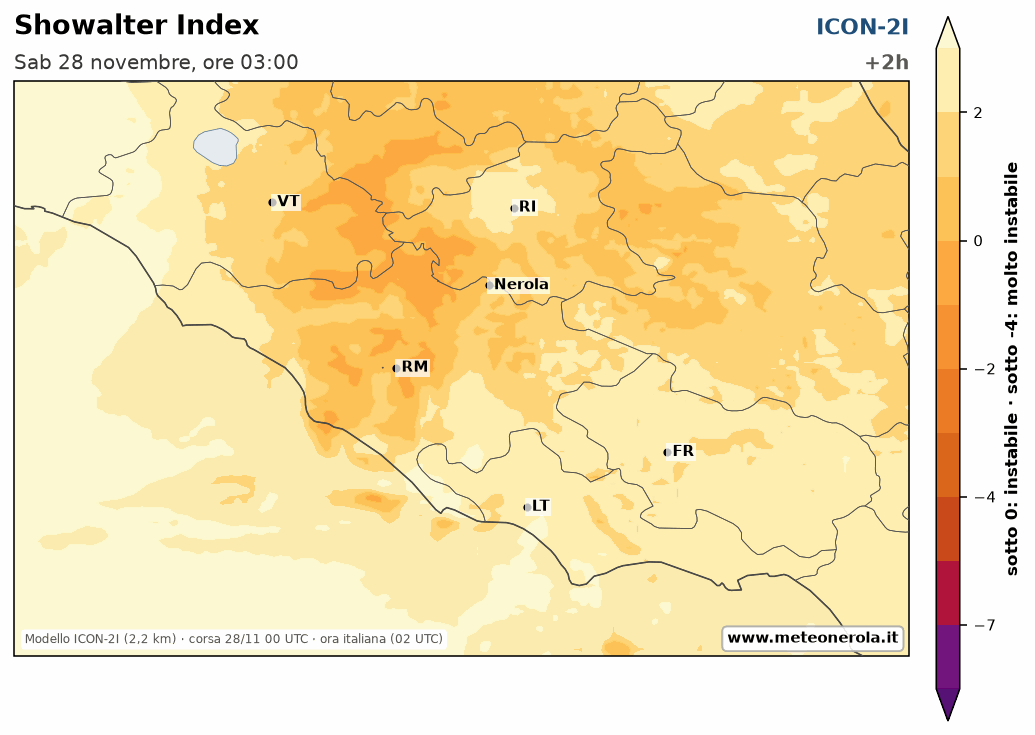 Showalter Index
ICON-2I
Sab 28 novembre, ore 03:00
+2h
VT
RI
Nerola
RM
FR
LT
Modello ICON-2I (2,2 km) · corsa 28/11 00 UTC · ora italiana (02 UTC)
www.meteonerola.it
2
0
−2
−4
−7
sotto 0: instabile · sotto -4: molto instabile